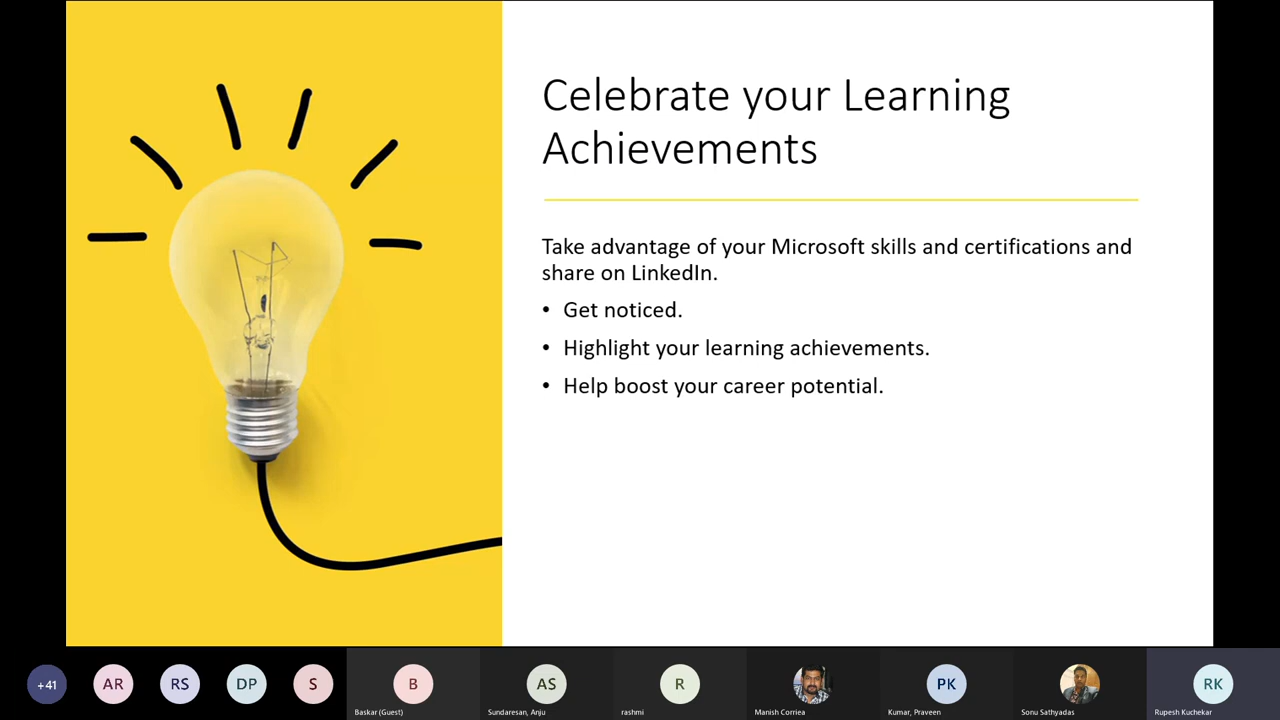 Celebrate your Learning
Achievements
Take advantage of your Microsoft skills and certifications and
share on LinkedIn.
• Get noticed.
• Highlight your learning achievements.
• Help boost your career potential.
+41
AR
RS
DP
S
B
AS
R
PK
RK
Baskar (Guest)
Sundaresan, Anju
rashmi
Manish Corriea
Kumar, Praveen
Sonu Sathyadas
Rupesh Kuchekar